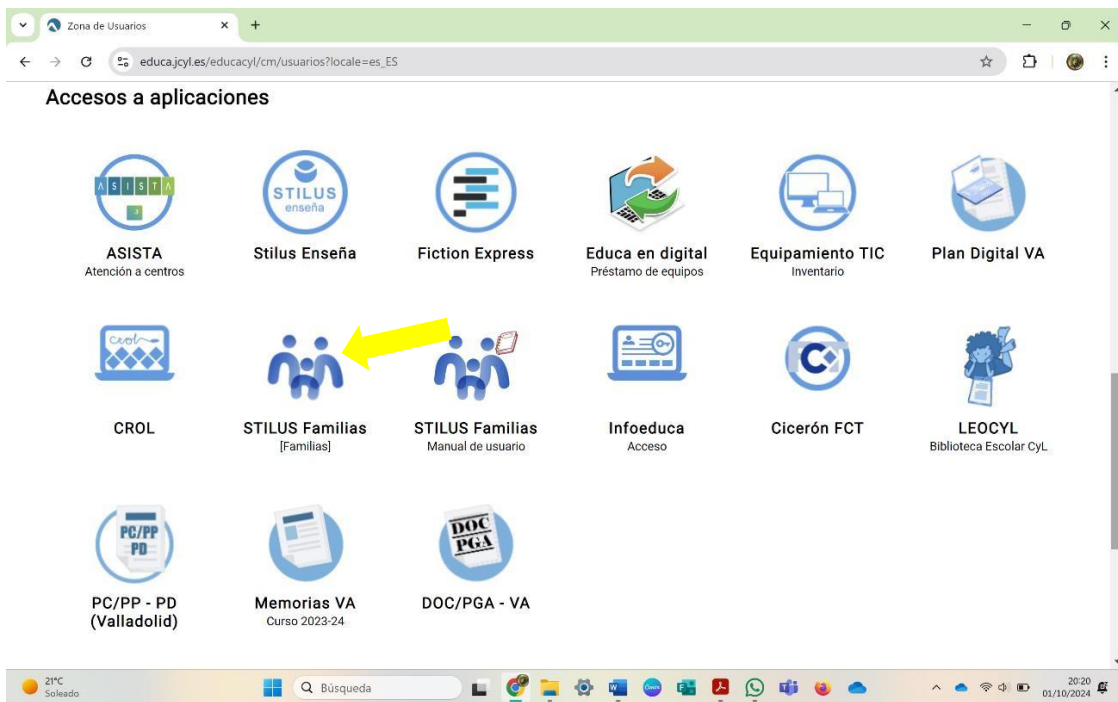 Zona de Usuarios
educa.jcyl.es/educacyl/cm/usuarios?locale=es_ES
Accesos a aplicaciones
ASISTA
STILUS
enseña
ASISTA
Atención a centros
Stilus Enseña
Fiction Express
Educa en digital
Préstamo de equipos
Equipamiento TIC
Inventario
Plan Digital VA
crol
CROL
STILUS Familias
[Familias]
STILUS Familias
Manual de usuario
Infoeduca
Acceso
C
Cicerón FCT
LEOCYL
Biblioteca Escolar CyL
PC/PP
PD
DOC
PGA
PC/PP - PD
(Valladolid)
Memorias VA
Curso 2023-24
DOC/PGA - VA
21°C
Soleado
Búsqueda
20:20
01/10/2024